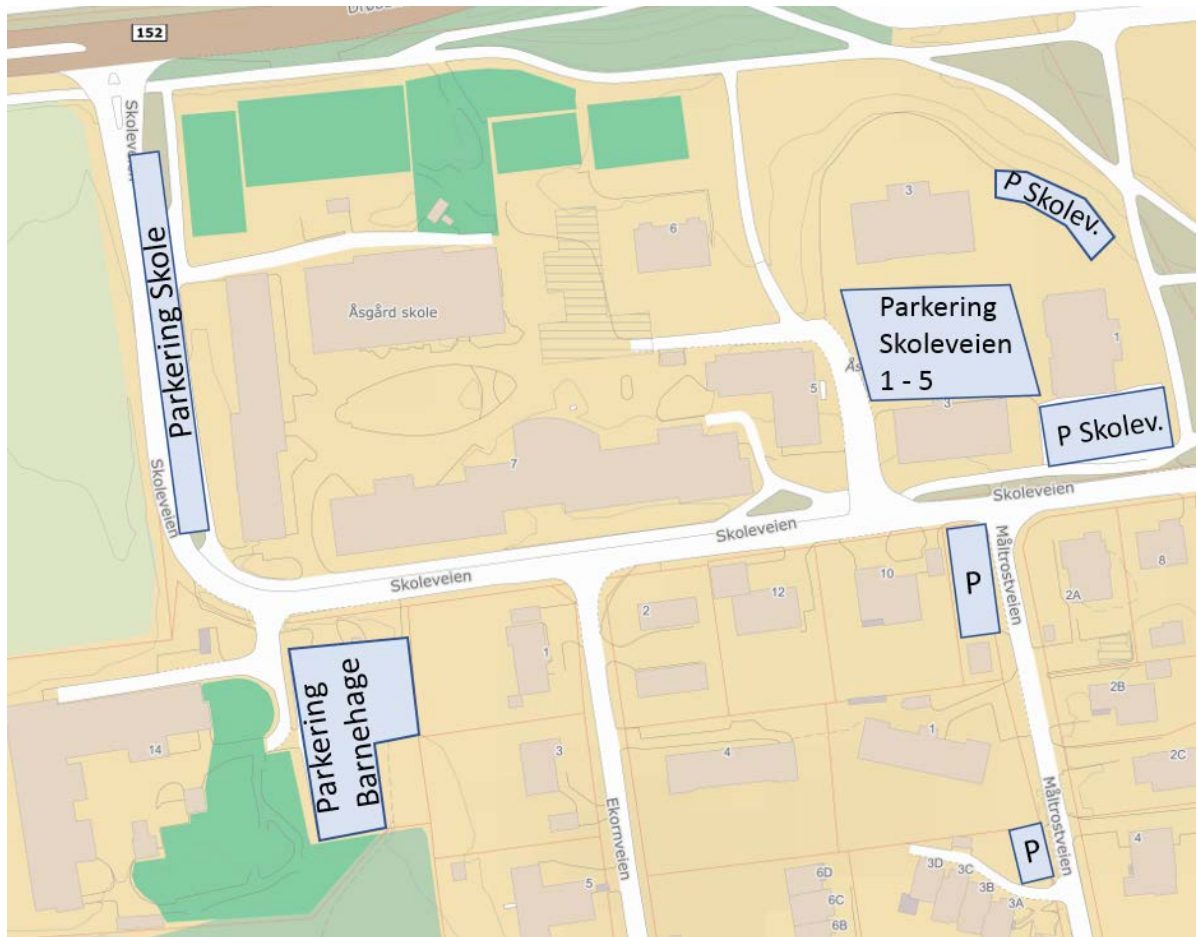 152
Skoleveien
P Skolev.
3
6
Parkering Skole
Åsgård skole
Parkering
Skoleveien
1 - 5
1
5
3
P Skolev.
7
Skoleveien
Skoleveien
Skoleveien
Skoleveien
P
Måltrostveien
8
10
12
2
2A
1
Parkering
Barnehage
2B
14
3
4
1
2C
Ekornveien
Måltrostveien
P
4
5
6D
6C
6B
3D
3C
3B
3A